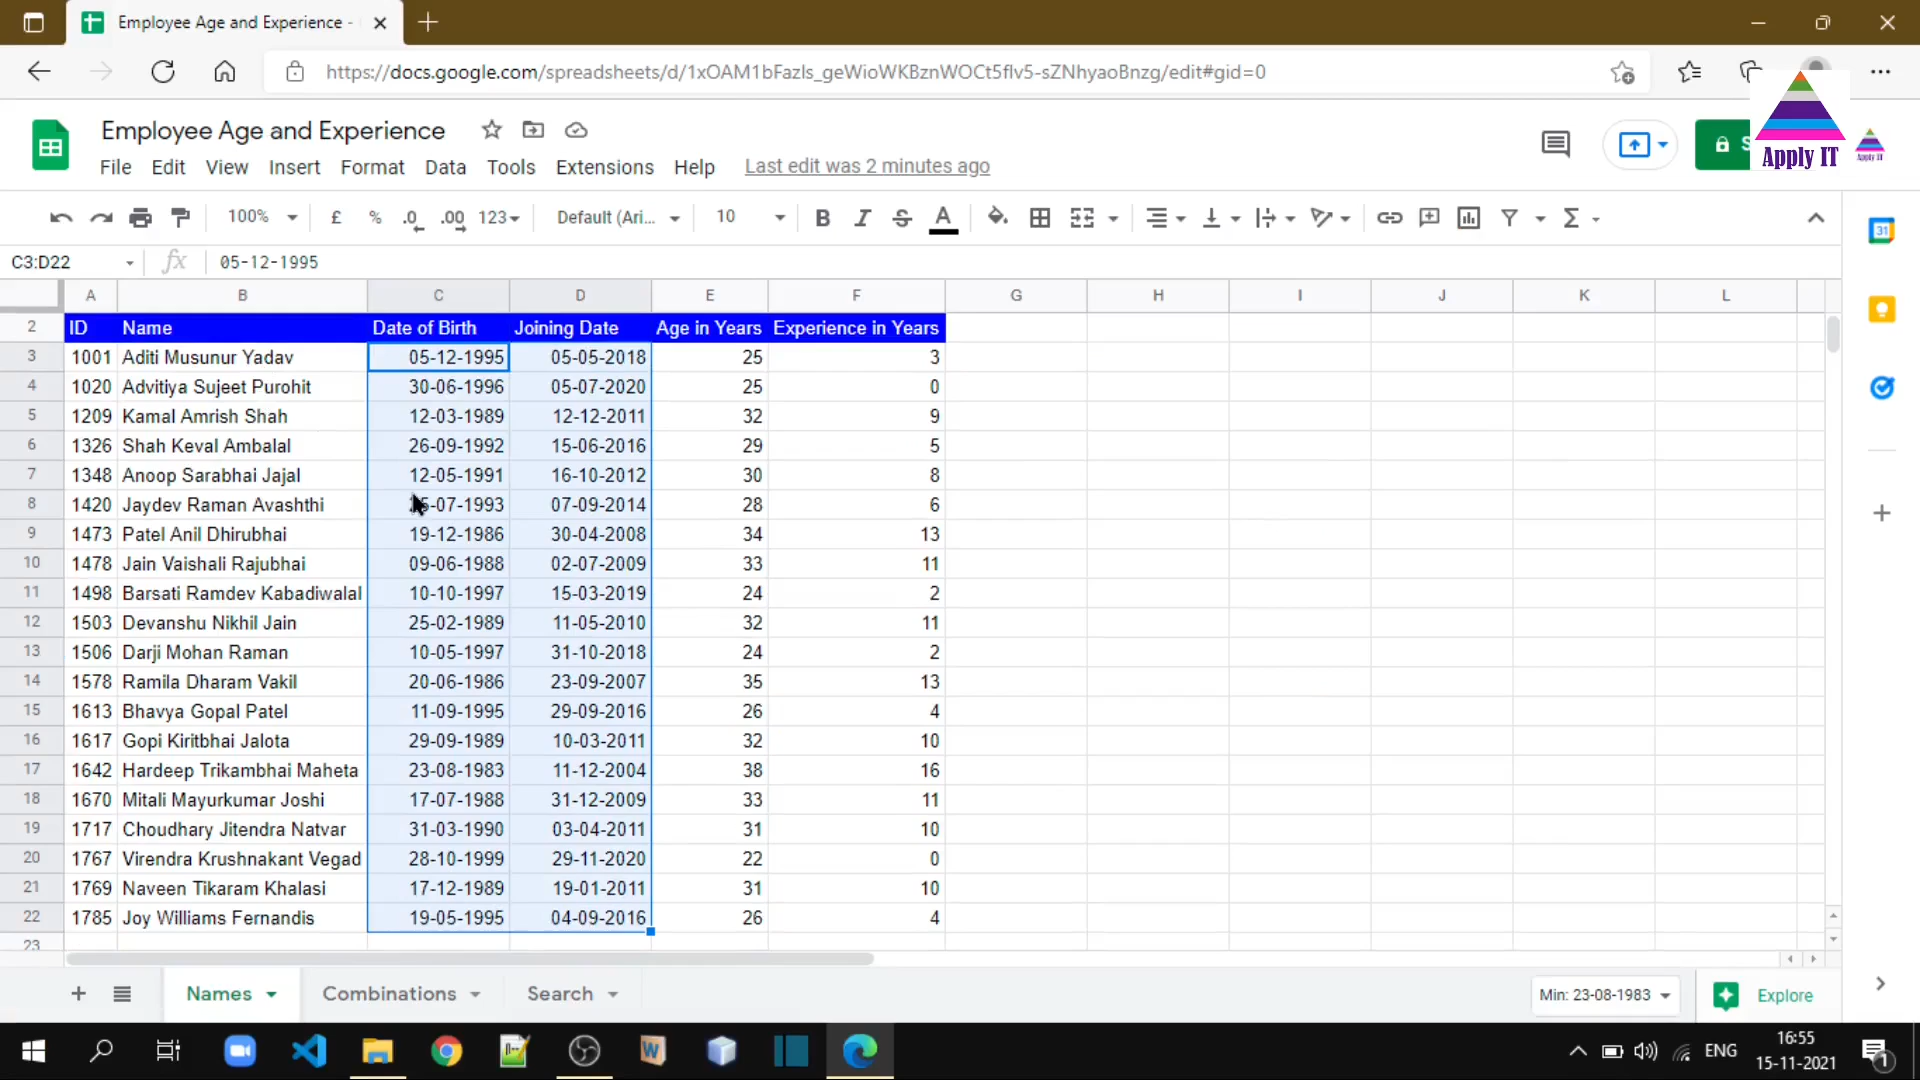 Employee Age and Experience -
https://docs.google.com/spreadsheets/d/1xOAM1bFazls_geWioWKBznWOCt5flv5-sZNhyaoBnzg/edit#gid=0
Employee Age and Experience
File Edit View Insert Format Data Tools Extensions Help Last edit was 2 minutes ago
S
Apply IT
Apply IT
100% £ % .0 .00 123 Default (Ari... 10 B I S A
31
C3:D22 fx 05-12-1995
A B C D E F G H I J K L
2 ID Name Date of Birth Joining Date Age in Years Experience in Years
3 1001 Aditi Musunur Yadav 05-12-1995 05-05-2018 25 3
4 1020 Advitiya Sujeet Purohit 30-06-1996 05-07-2020 25 0
5 1209 Kamal Amrish Shah 12-03-1989 12-12-2011 32 9
6 1326 Shah Keval Ambalal 26-09-1992 15-06-2016 29 5
7 1348 Anoop Sarabhai Jajal 12-05-1991 16-10-2012 30 8
8 1420 Jaydev Raman Avashthi 5-07-1993 07-09-2014 28 6
9 1473 Patel Anil Dhirubhai 19-12-1986 30-04-2008 34 13
10 1478 Jain Vaishali Rajubhai 09-06-1988 02-07-2009 33 11
11 1498 Barsati Ramdev Kabadiwalal 10-10-1997 15-03-2019 24 2
12 1503 Devanshu Nikhil Jain 25-02-1989 11-05-2010 32 11
13 1506 Darji Mohan Raman 10-05-1997 31-10-2018 24 2
14 1578 Ramila Dharam Vakil 20-06-1986 23-09-2007 35 13
15 1613 Bhavya Gopal Patel 11-09-1995 29-09-2016 26 4
16 1617 Gopi Kiritbhai Jalota 29-09-1989 10-03-2011 32 10
17 1642 Hardeep Trikambhai Maheta 23-08-1983 11-12-2004 38 16
18 1670 Mitali Mayurkumar Joshi 17-07-1988 31-12-2009 33 11
19 1717 Choudhary Jitendra Natvar 31-03-1990 03-04-2011 31 10
20 1767 Virendra Krushnakant Vegad 28-10-1999 29-11-2020 22 0
21 1769 Naveen Tikaram Khalasi 17-12-1989 19-01-2011 31 10
22 1785 Joy Williams Fernandis 19-05-1995 04-09-2016 26 4
23
Names Combinations Search Min: 23-08-1983 Explore
ENG 16:55
15-11-2021
1